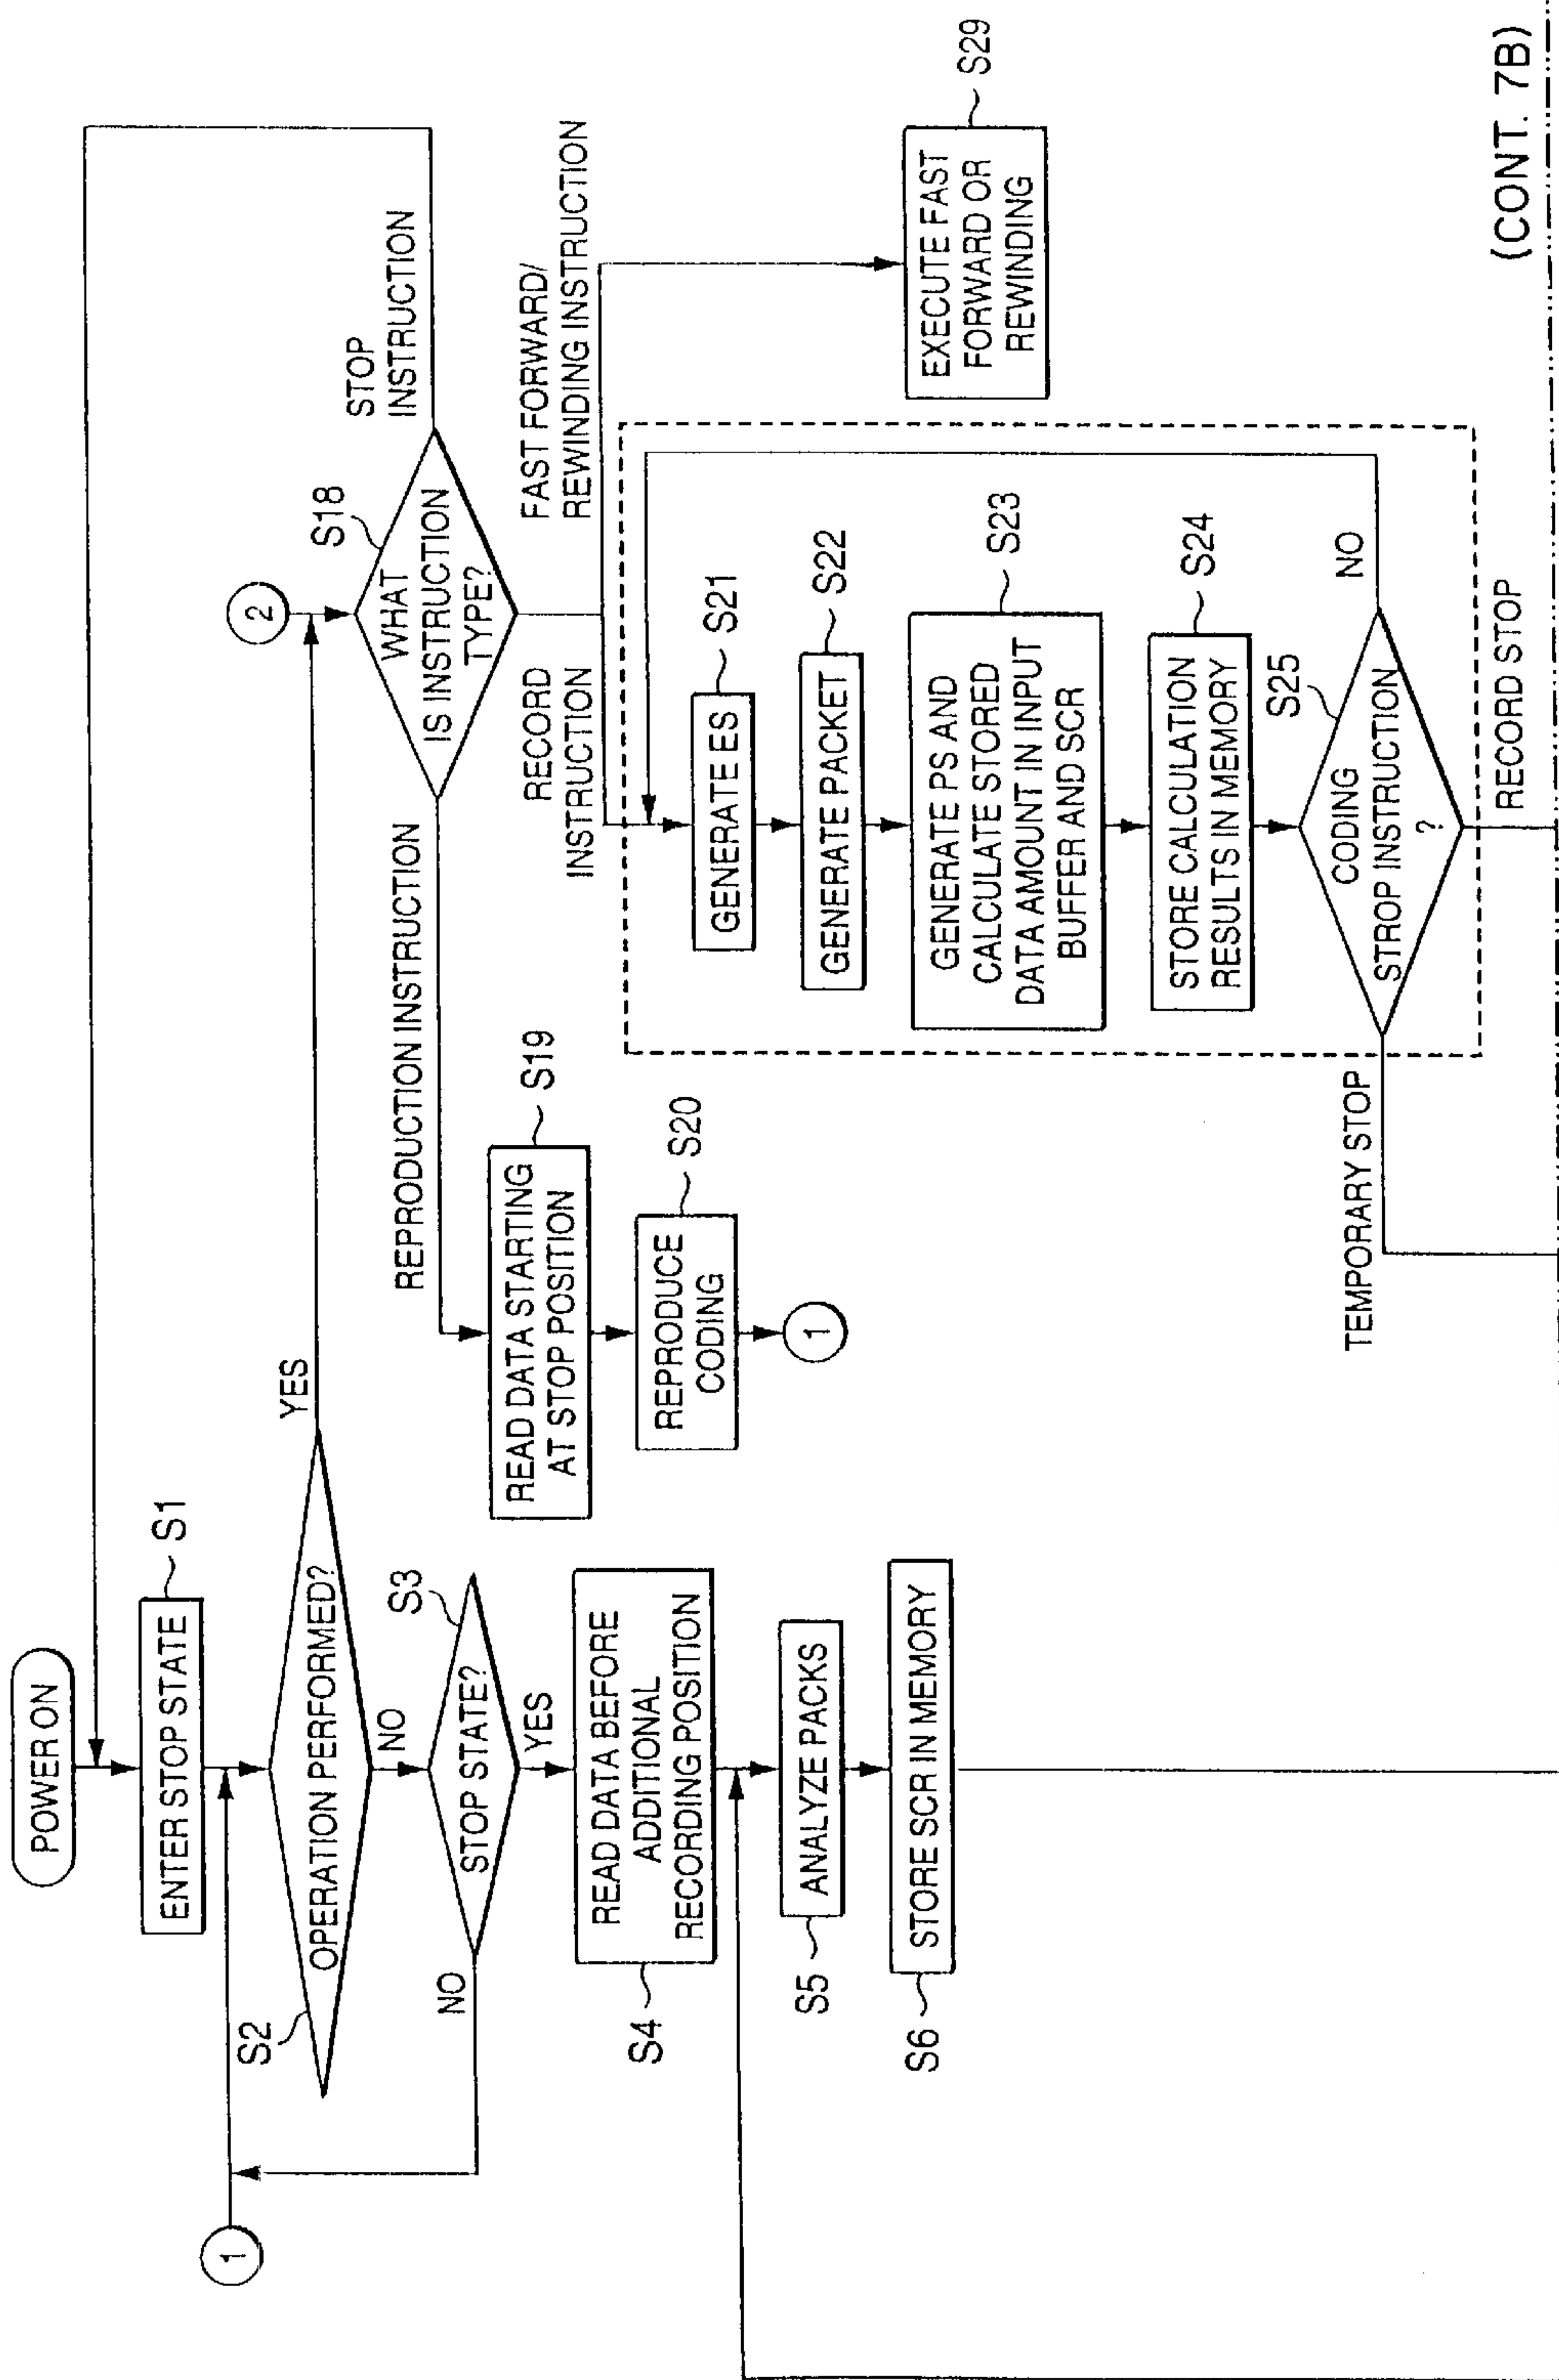 POWER ON
ENTER STOP STATE
S1
1
S2
OPERATION PERFORMED?
YES
NO
S3
STOP STATE?
NO
YES
S4
READ DATA BEFORE
ADDITIONAL
RECORDING POSITION
S5
ANALYZE PACKS
S6
STORE SCR IN MEMORY
2
S18
WHAT
IS INSTRUCTION
TYPE?
STOP
INSTRUCTION
REPRODUCTION INSTRUCTION
READ DATA STARTING
AT STOP POSITION
S19
REPRODUCE
CODING
S20
1
RECORD
INSTRUCTION
FAST FORWARD/
REWINDING INSTRUCTION
EXECUTE FAST
FORWARD OR
REWINDING
S29
GENERATE ES
S21
GENERATE PACKET
S22
GENERATE PS AND
CALCULATE STORED
DATA AMOUNT IN INPUT
BUFFER AND SCR
S23
STORE CALCULATION
RESULTS IN MEMORY
S24
S25
CODING
STROP INSTRUCTION
?
NO
TEMPORARY STOP
RECORD STOP
(CONT. 7B)